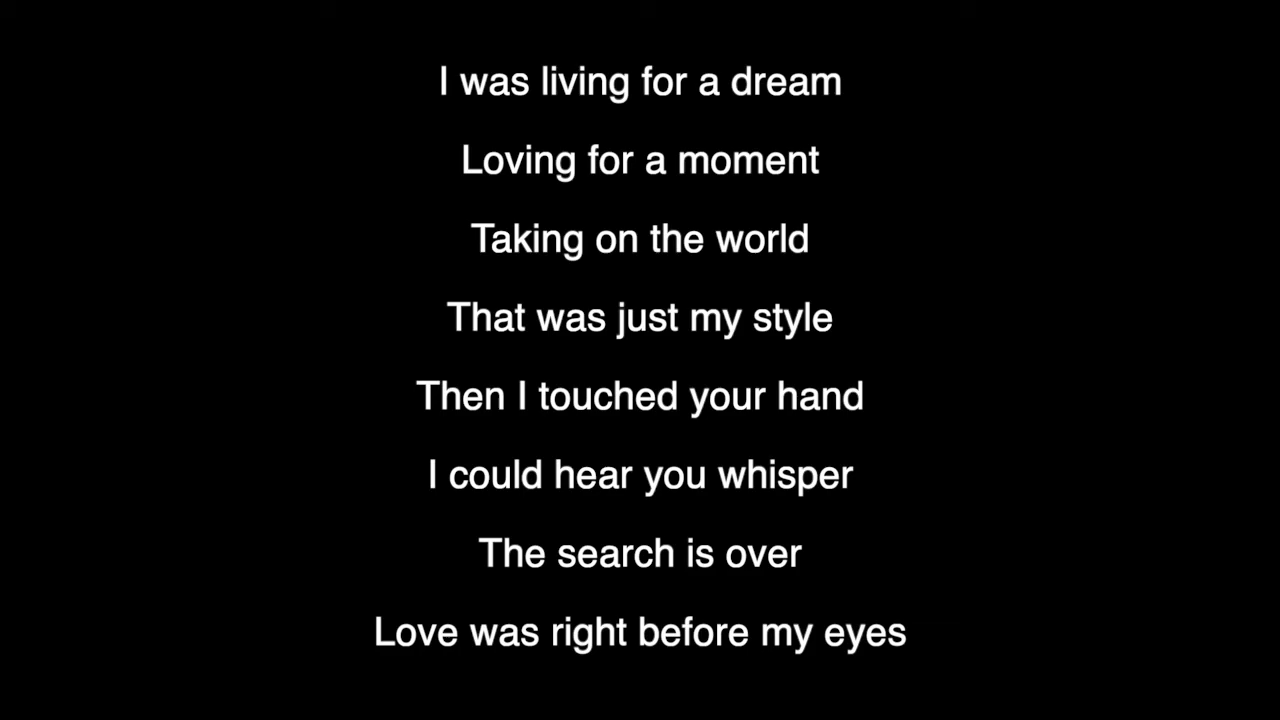 I was living for a dream
Loving for a moment
Taking on the world
That was just my style
Then I touched your hand
I could hear you whisper
The search is over
Love was right before my eyes